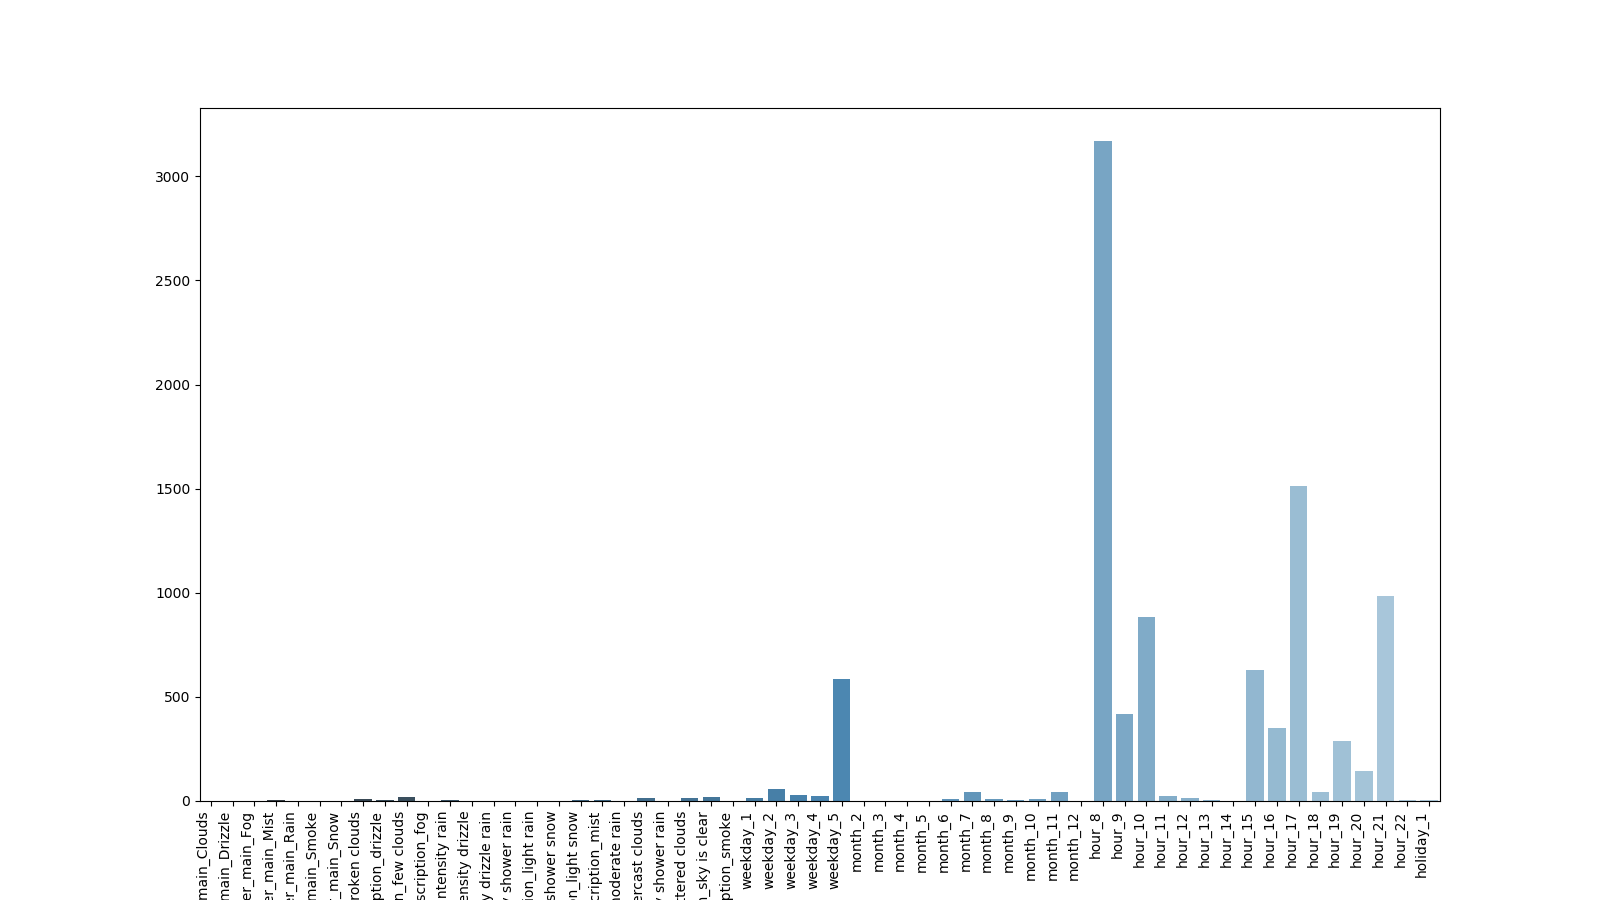 3000
2500
2000
1500
1000
500
0
main_Clouds
main_Drizzle
er_main_Fog
er_main_Mist
er_main_Rain
main_Smoke
r_main_Snow
roken clouds
ption_drizzle
n_few clouds
scription_fog
ntensity rain
ensity drizzle
y drizzle rain
y shower rain
ion_light rain
shower snow
n_light snow
cription_mist
noderate rain
ercast clouds
y shower rain
ttered clouds
n_sky is clear
ption_smoke
weekday_1
weekday_2
weekday_3
weekday_4
weekday_5
month_2
month_3
month_4
month_5
month_6
month_7
month_8
month_9
month_10
month_11
month_12
hour_8
hour_9
hour_10
hour_11
hour_12
hour_13
hour_14
hour_15
hour_16
hour_17
hour_18
hour_19
hour_20
hour_21
hour_22
holiday_1